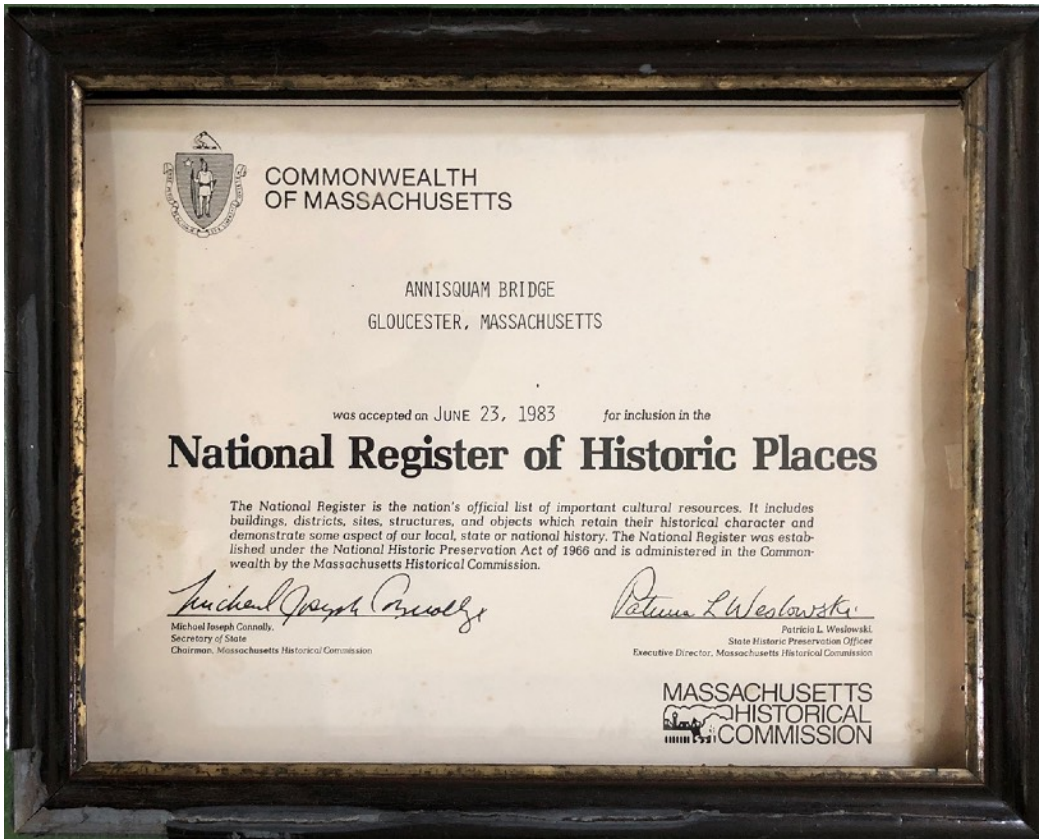 COMMONWEALTH
OF MASSACHUSETTS
ANNISQUAM BRIDGE
GLOUCESTER, MASSACHUSETTS
was accepted on JUNE 23, 1983 for inclusion in the
National Register of Historic Places
The National Register is the nation's official list of important cultural resources. It includes
buildings, districts, sites, structures, and objects which retain their historical character and
demonstrate some aspect of our local, state or national history. The National Register was estab-
lished under the National Historic Preservation Act of 1966 and is administered in the Common-
wealth by the Massachusetts Historical Commission.
Michael Joseph Connolly Patricia L. Weslowski
Michael Joseph Connolly, Patricia L. Weslowski,
Secretary of State State Historic Preservation Officer
Chairman, Massachusetts Historical Commission Executive Director, Massachusetts Historical Commission
MASSACHUSETTS
HISTORICAL
COMMISSION